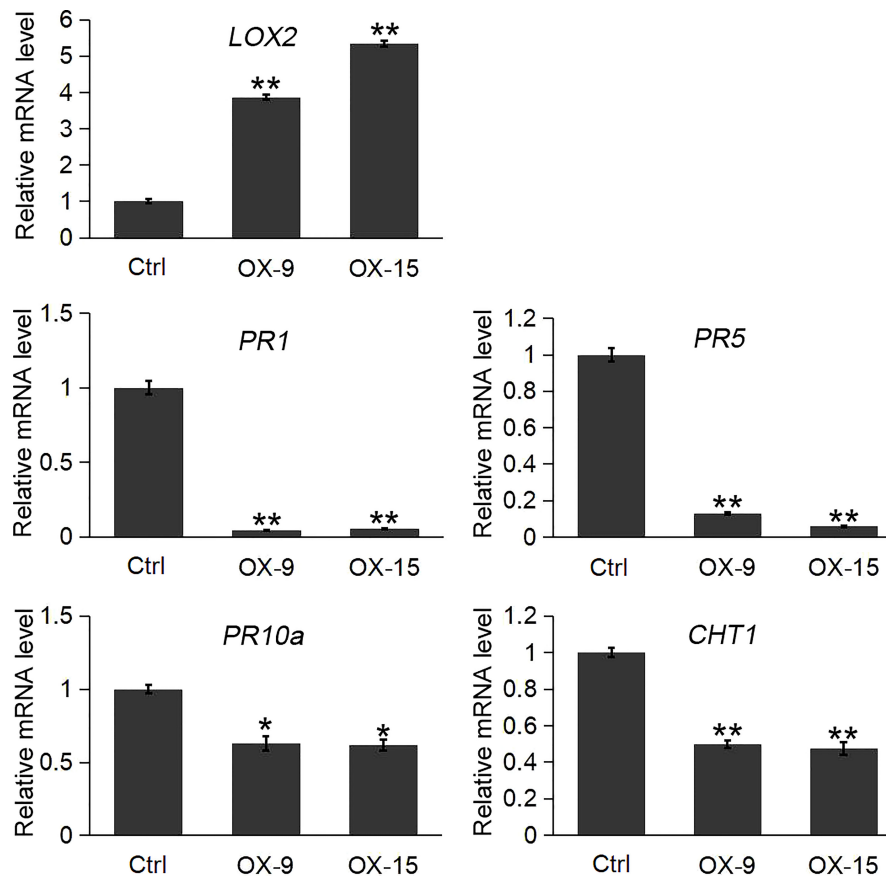 LOX2
Relative mRNA level
6
5
4
3
2
1
0
**
**
Ctrl
OX-9
OX-15
PR1
Relative mRNA level
1.5
1
0.5
0
**
**
Ctrl
OX-9
OX-15
PR5
Relative mRNA level
1.2
1
0.8
0.6
0.4
0.2
0
**
**
Ctrl
OX-9
OX-15
PR10a
Relative mRNA level
1.5
1
0.5
0
*
*
Ctrl
OX-9
OX-15
CHT1
Relative mRNA level
1.2
1
0.8
0.6
0.4
0.2
0
**
**
Ctrl
OX-9
OX-15